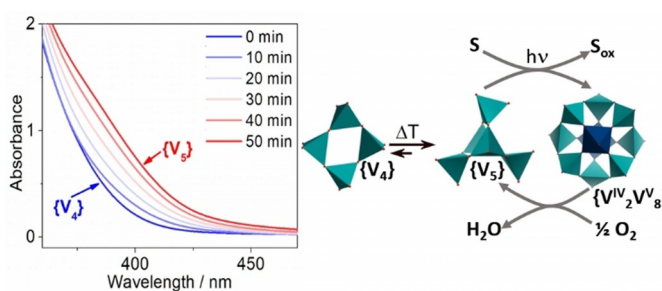 2
1
0
Absorbance
400
450
Wavelength / nm
0 min
10 min
20 min
30 min
40 min
50 min
{V₅}
{V₄}
{V₄}
ΔT
{V₅}
S
hν
Sₒₓ
{Vᴵⱽ₂Vⱽ₈
H₂O
½ O₂